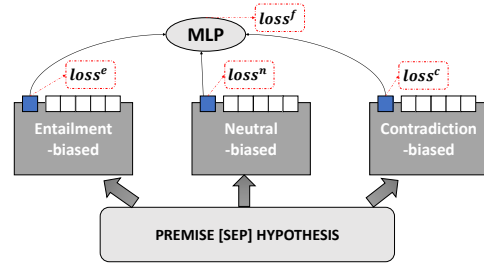 loss^f
MLP
loss^e
loss^n
loss^c
Entailment
-biased
Neutral
-biased
Contradiction
-biased
PREMISE [SEP] HYPOTHESIS